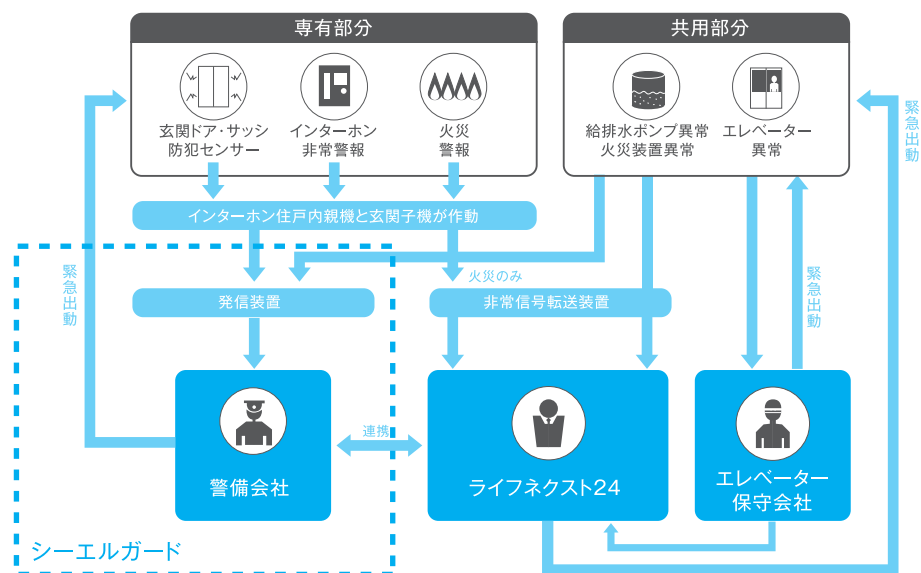 専有部分
共用部分
玄関ドア・サッシ
防犯センサー
インターホン
非常警報
火災
警報
給排水ポンプ異常
火災装置異常
エレベーター
異常
緊急出動
インターホン住戸内親機と玄関子機が作動
緊急出動
火災のみ
緊急出動
発信装置
非常信号転送装置
連携
警備会社
ライフネクスト24
エレベーター
保守会社
シーエルガード